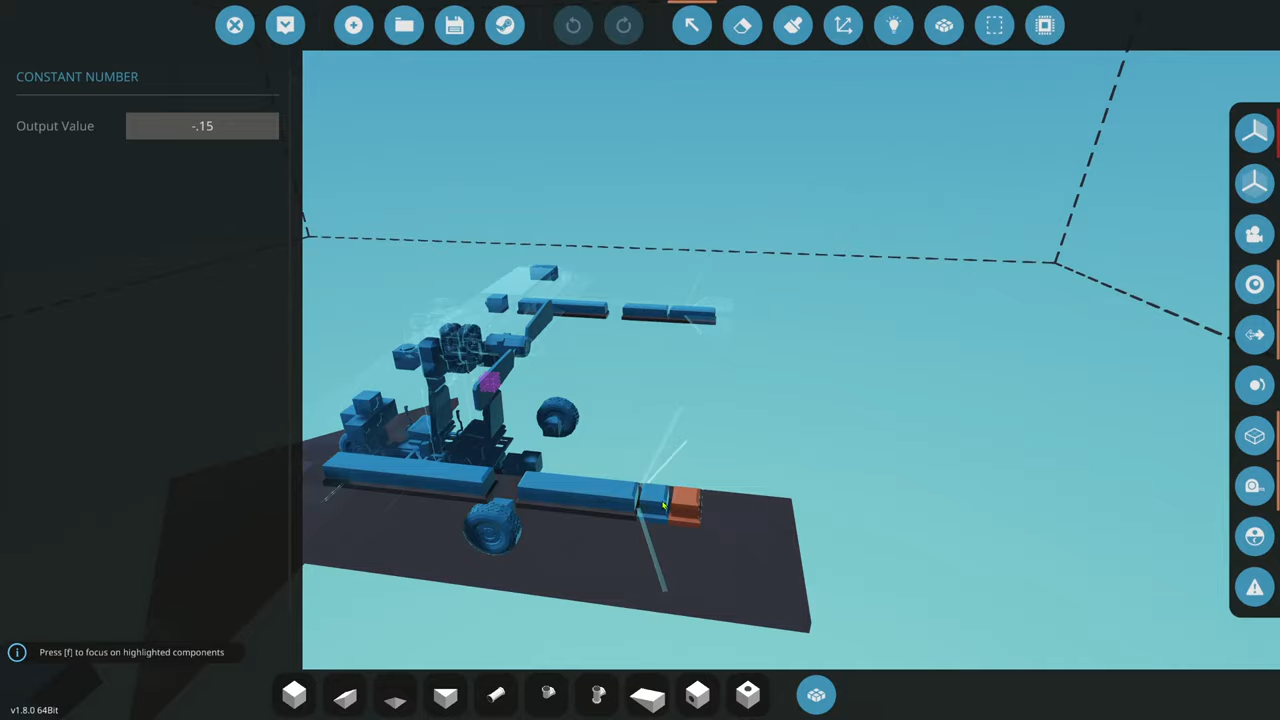 CONSTANT NUMBER
Output Value
-.15
Press [f] to focus on highlighted components
v1.8.0 64Bit